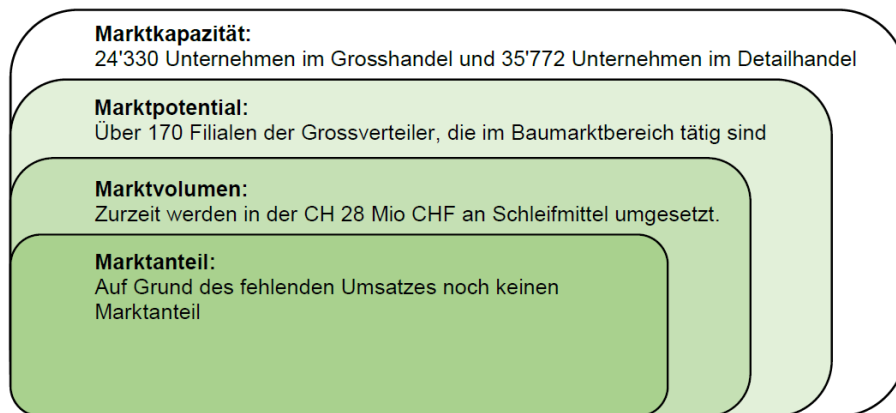 Marktkapazität:
24'330 Unternehmen im Grosshandel und 35'772 Unternehmen im Detailhandel
Marktpotential:
Über 170 Filialen der Grossverteiler, die im Baumarktbereich tätig sind
Marktvolumen:
Zurzeit werden in der CH 28 Mio CHF an Schleifmittel umgesetzt.
Marktanteil:
Auf Grund des fehlenden Umsatzes noch keinen
Marktanteil